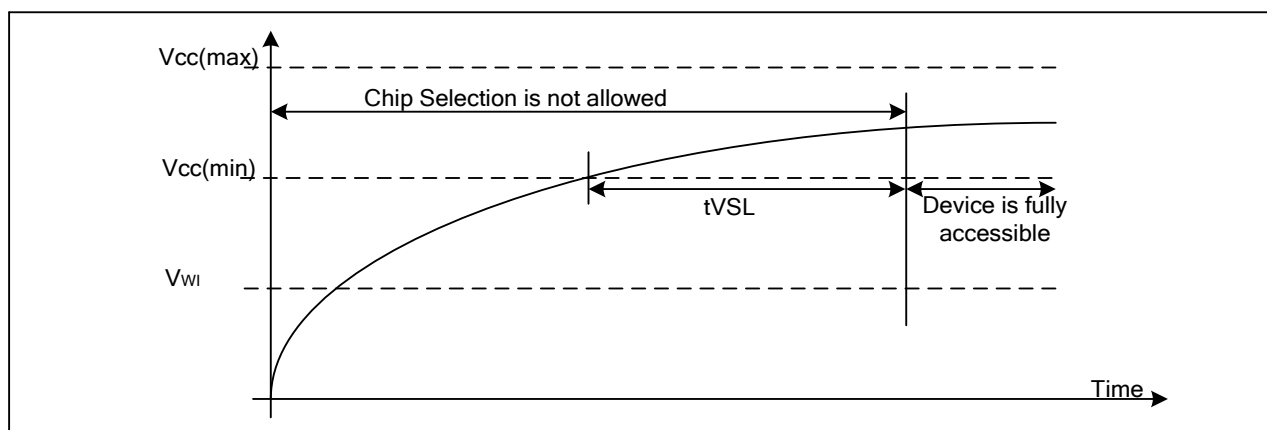 Vcc(max)
Chip Selection is not allowed
Vcc(min)
tVSL
Device is fully
accessible
VWI
Time